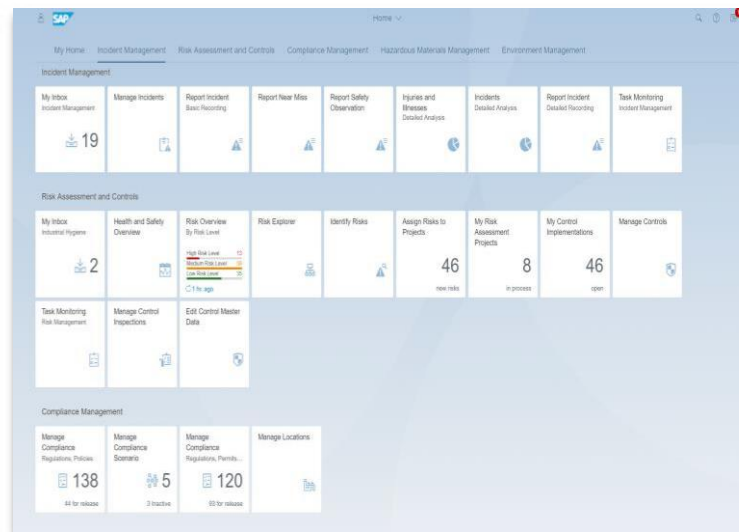 SAP
Home
My Home Incident Management Risk Assessment and Controls Compliance Management Hazardous Materials Management Environment Management
Incident Management
My Inbox
Incident Management
19
Manage Incidents
Report Incident
Basic Recording
Report Near Miss
Report Safety
Observation
Injuries and
Illnesses
Detailed Analysis
Incidents
Detailed Analysis
Report Incident
Detailed Recording
Task Monitoring
Incident Management
Risk Assessment and Controls
My Inbox
Industrial Hygiene
2
Health and Safety
Overview
Risk Overview
By Risk Level
High Risk Level
Medium Risk Level
Low Risk Level
1 hr. ago
Risk Explorer
Identify Risks
Assign Risks to
Projects
46
new risks
My Risk
Assessment
Projects
8
in process
My Control
Implementations
46
open
Manage Controls
Task Monitoring
Risk Management
Manage Control
Inspections
Edit Control Master
Data
Compliance Management
Manage
Compliance
Regulations, Policies
138
44 for release
Manage
Compliance
Scenario
5
Inactive
Manage
Compliance
Regulations, Permits...
120
for release
Manage Locations